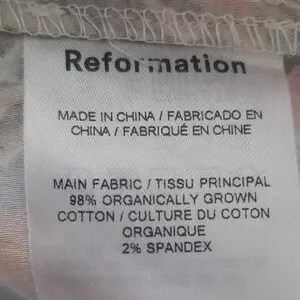 Reformation
MADE IN CHINA / FABRICADO EN
CHINA / FABRIQUÉ EN CHINE
MAIN FABRIC / TISSU PRINCIPAL
98% ORGANICALLY GROWN
COTTON / CULTURE DU COTON
ORGANIQUE
2% SPANDEX